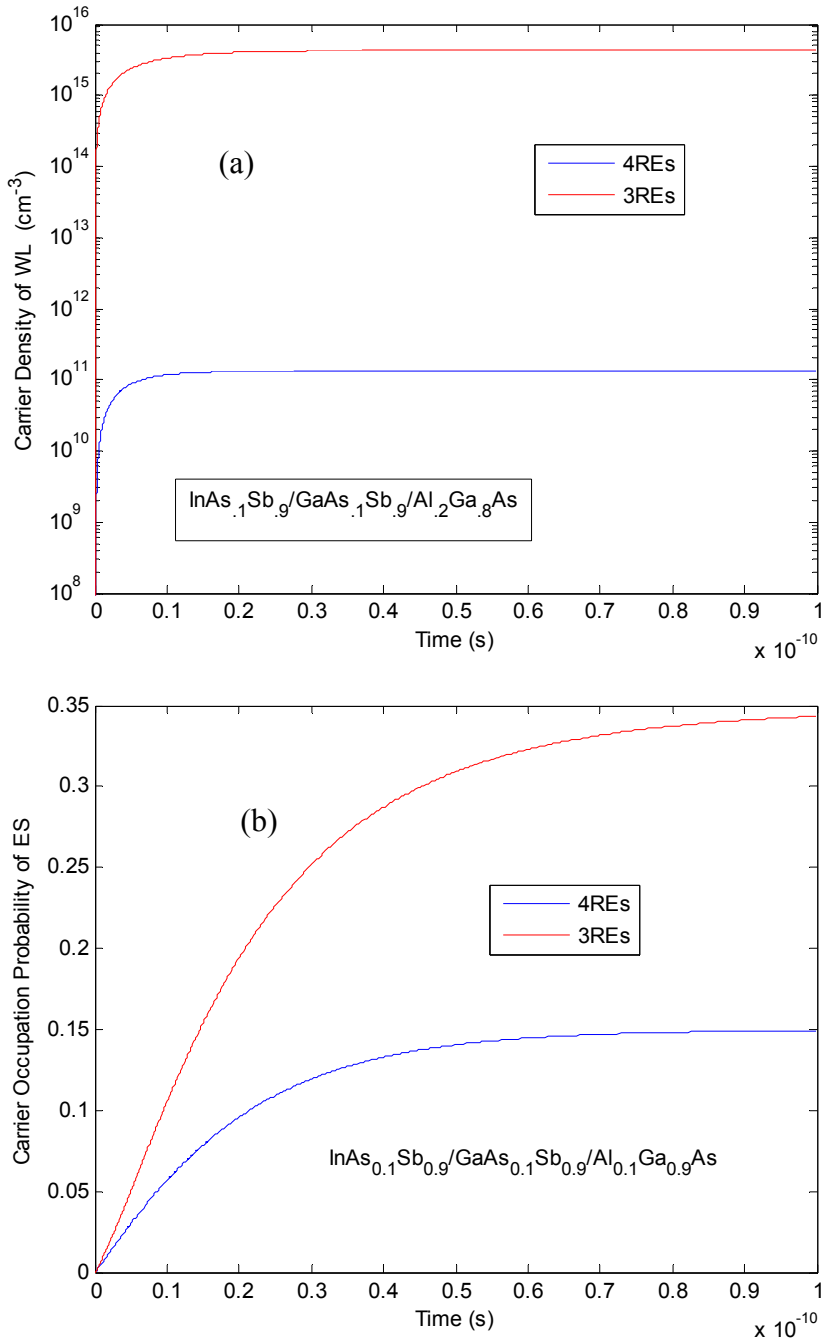 10^16
10^15
10^14
10^13
10^12
10^11
10^10
10^9
10^8
Carrier Density of WL (cm^-3)
(a)
4REs
3REs
InAs.1Sb.9/GaAs.1Sb.9/Al.2Ga.8As
0 0.1 0.2 0.3 0.4 0.5 0.6 0.7 0.8 0.9 1
Time (s)
x 10^-10
0.35
0.3
0.25
0.2
0.15
0.1
0.05
0
Carrier Occupation Probability of ES
(b)
4REs
3REs
InAs0.1Sb0.9/GaAs0.1Sb0.9/Al0.1Ga0.9As
0 0.1 0.2 0.3 0.4 0.5 0.6 0.7 0.8 0.9 1
Time (s)
x 10^-10